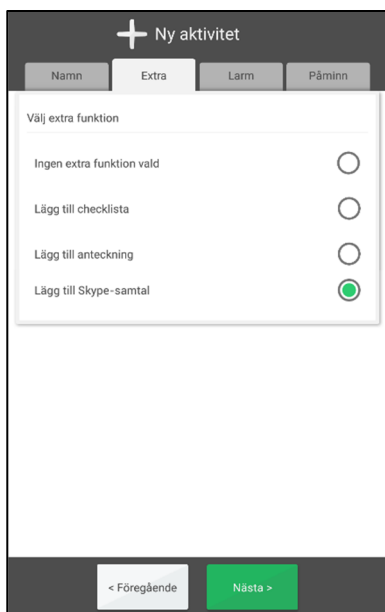 Ny aktivitet
Namn Extra Larm Påminn
Välj extra funktion
Ingen extra funktion vald
Lägg till checklista
Lägg till anteckning
Lägg till Skype-samtal
< Föregående Nästa >